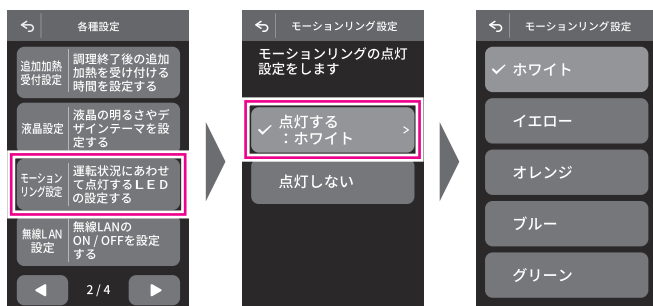 各種設定
追加加熱
受付設定
調理終了後の追加
加熱を受け付ける
時間を設定する
液晶設定
液晶の明るさやデ
ザインテーマを設
定する
モーション
リング設定
運転状況にあわせ
て点灯するLED
の設定する
無線LAN
設定
無線LANの
ON / OFFを設定
する
2/4
モーションリング設定
モーションリングの点灯
設定をします
点灯する
：ホワイト
点灯しない
モーションリング設定
ホワイト
イエロー
オレンジ
ブルー
グリーン